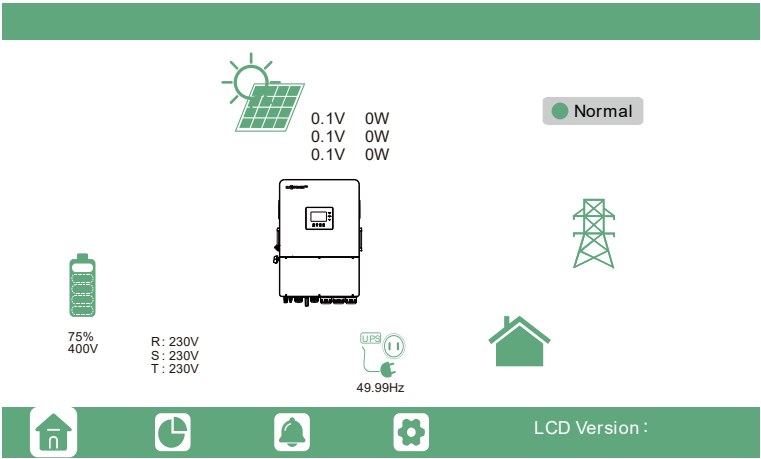 0.1V 0W
0.1V 0W
0.1V 0W
Normal
75%
400V
R: 230V
S: 230V
T: 230V
UPS
49.99Hz
LCD Version: